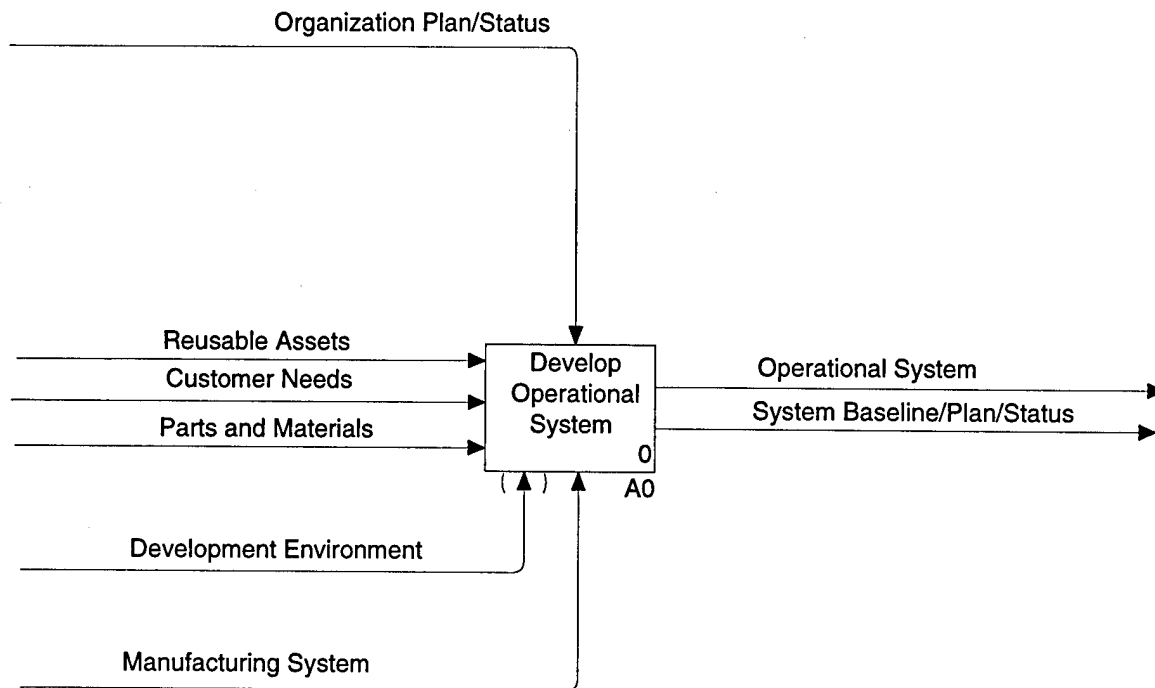 Organization Plan/Status
Reusable Assets
Customer Needs
Parts and Materials
Develop
Operational
System
0
A0
Operational System
System Baseline/Plan/Status
( )
Development Environment
Manufacturing System